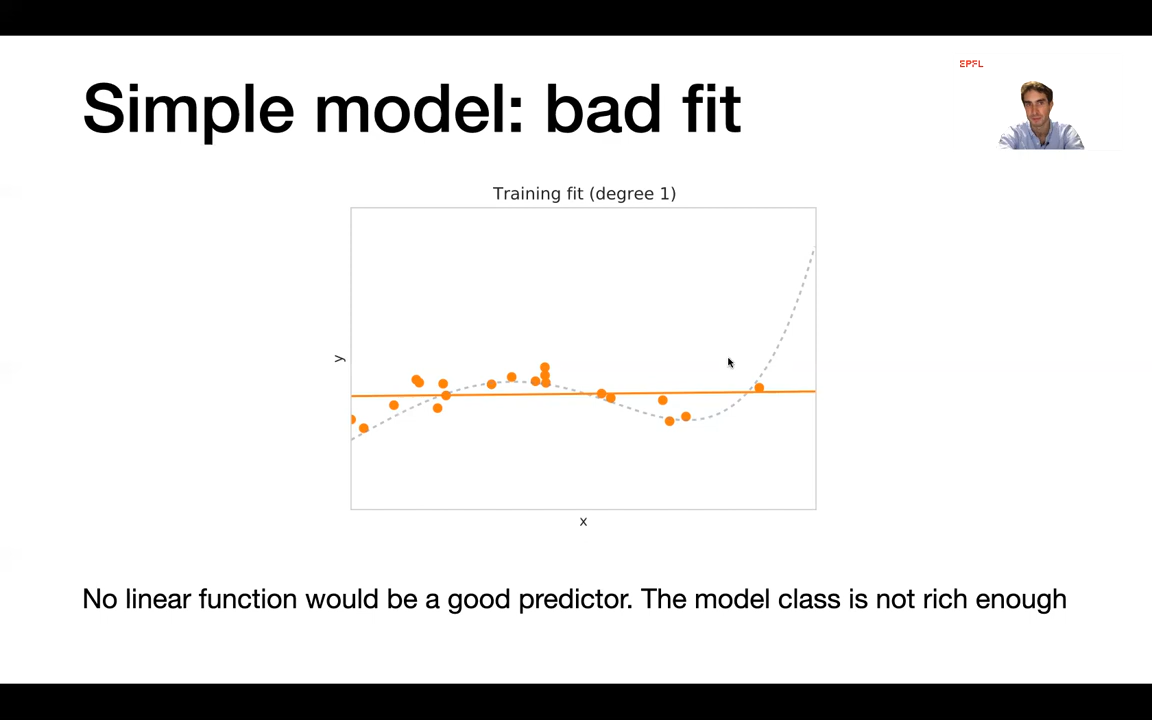 EPFL
Simple model: bad fit
Training fit (degree 1)
y
x
No linear function would be a good predictor. The model class is not rich enough